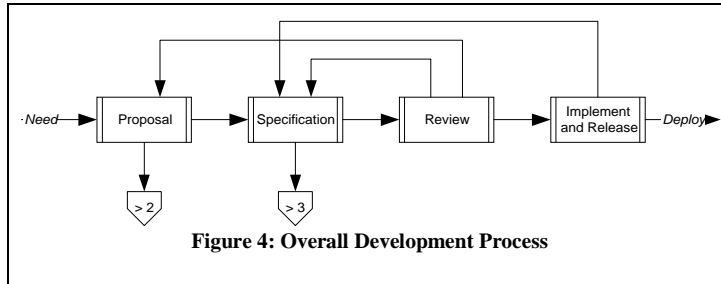 Need
Proposal
Specification
Review
Implement
and Release
Deploy
> 2
> 3
Figure 4: Overall Development Process